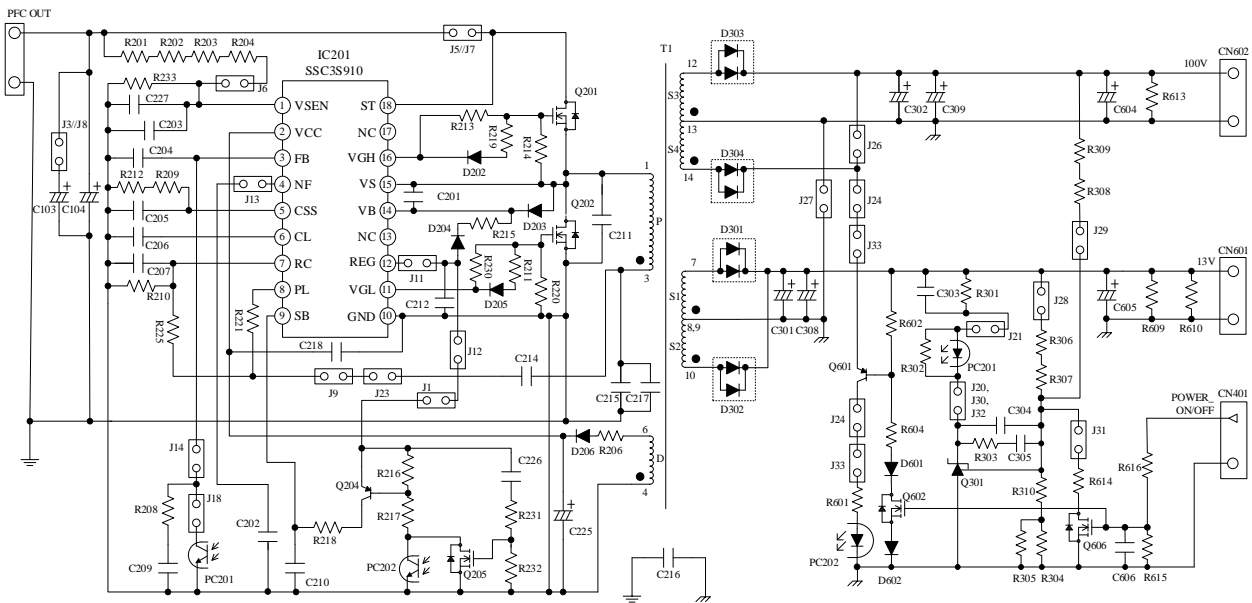 PFC OUT
R201
R202
R203
R204
J5//J7
T1
D303
12
100V
CN602
IC201
SSC3S910
R233
J6
C227
C203
J3//J8
C204
R212
R209
C103
C104
C205
C206
C207
R210
R225
J13
1
VSEN
2
VCC
3
FB
4
NF
5
CSS
6
CL
7
RC
8
PL
9
SB
ST
18
NC
17
VGH
16
VS
15
VB
14
NC
13
REG
12
VGL
11
GND
10
Q201
R213
R219
R214
D202
C201
Q202
D204
D203
R215
C211
J11
R230
R211
R220
C212
D205
R221
C218
J12
J9
J23
C214
J1
C215
C217
1
P
3
S3
13
S4
14
D304
C302
C309
C604
R613
J26
J27
J24
J33
R309
R308
J29
D301
7
S1
8,9
S2
10
D302
C301
C308
13V
CN601
C303
R301
J28
C605
R609
R610
R602
J21
R302
PC201
R306
R307
Q601
J20,
J30,
J32
C304
R303
C305
J31
POWER_
ON/OFF
CN401
J24
R604
J33
D601
Q301
R310
R614
R616
R601
Q602
PC202
D602
R305
R304
Q606
C606
R615
J14
J18
R208
PC201
C209
C202
C210
R218
Q204
R216
R217
PC202
Q205
C226
R231
R232
C225
D206
R206
6
D
4
C216